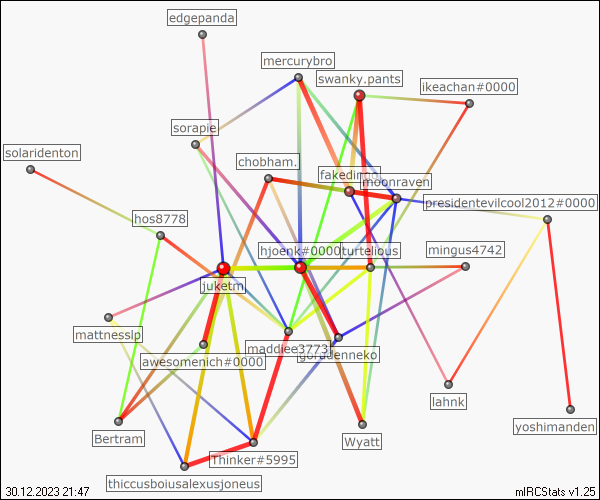 edgepanda
mercurybro
swanky.pants
ikeachan#0000
sorapie
solaridenton
chobham.
fakedingo
moonraven
presidentevilcool2012#0000
hos8778
hjoenk#0000
turtelious
mingus4742
juketm
mattnesslp
maddiee3773
gordenneko
awesomenich#0000
lahnk
Bertram
Wyatt
yoshimanden
Thinker#5995
thiccusboiusalexusjoneus
30.12.2023 21:47
mIRCStats v1.25